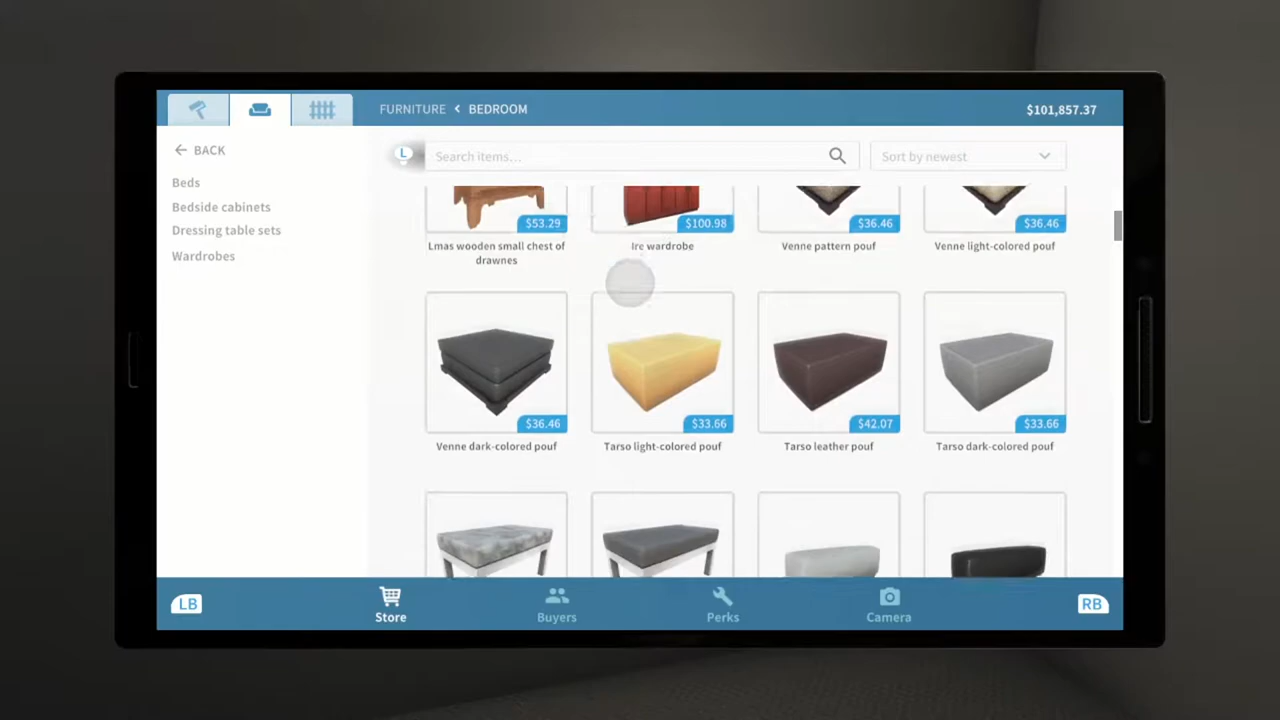 FURNITURE < BEDROOM
$101,857.37
BACK
L
Search items...
Sort by newest
Beds
Bedside cabinets
Dressing table sets
Wardrobes
$53.29
$100.98
$36.46
$36.46
Lmas wooden small chest of
drawnes
Ire wardrobe
Venne pattern pouf
Venne light-colored pouf
$36.46
$33.66
$42.07
$33.66
Venne dark-colored pouf
Tarso light-colored pouf
Tarso leather pouf
Tarso dark-colored pouf
LB
Store
Buyers
Perks
Camera
RB